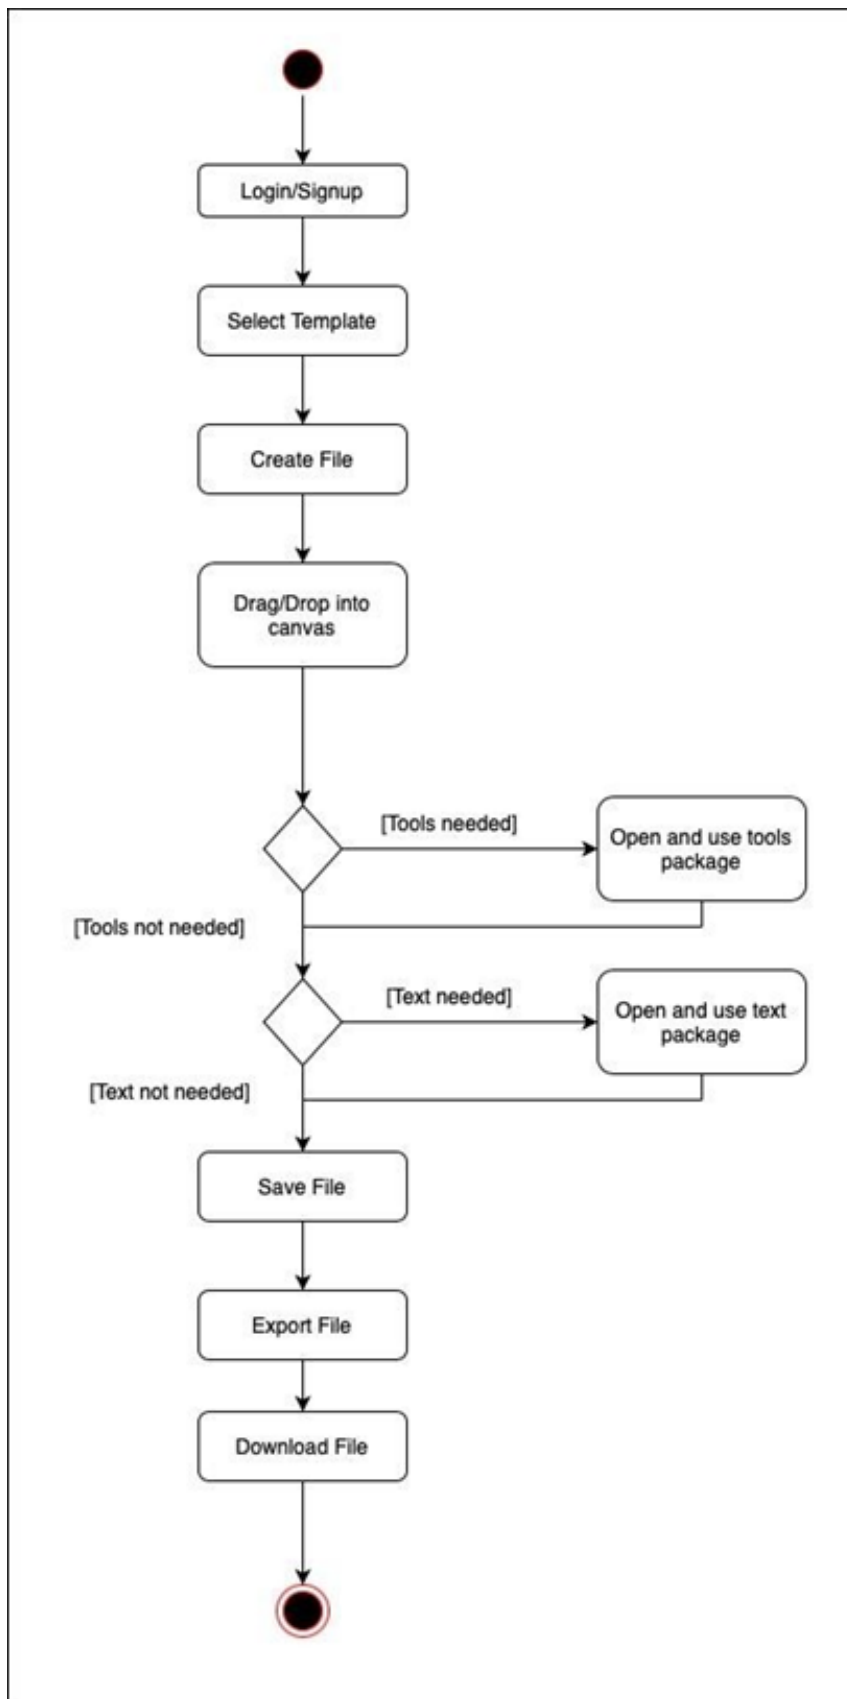 Login/Signup
Select Template
Create File
Drag/Drop into
canvas
[Tools needed]
Open and use tools
package
[Tools not needed]
[Text needed]
Open and use text
package
[Text not needed]
Save File
Export File
Download File